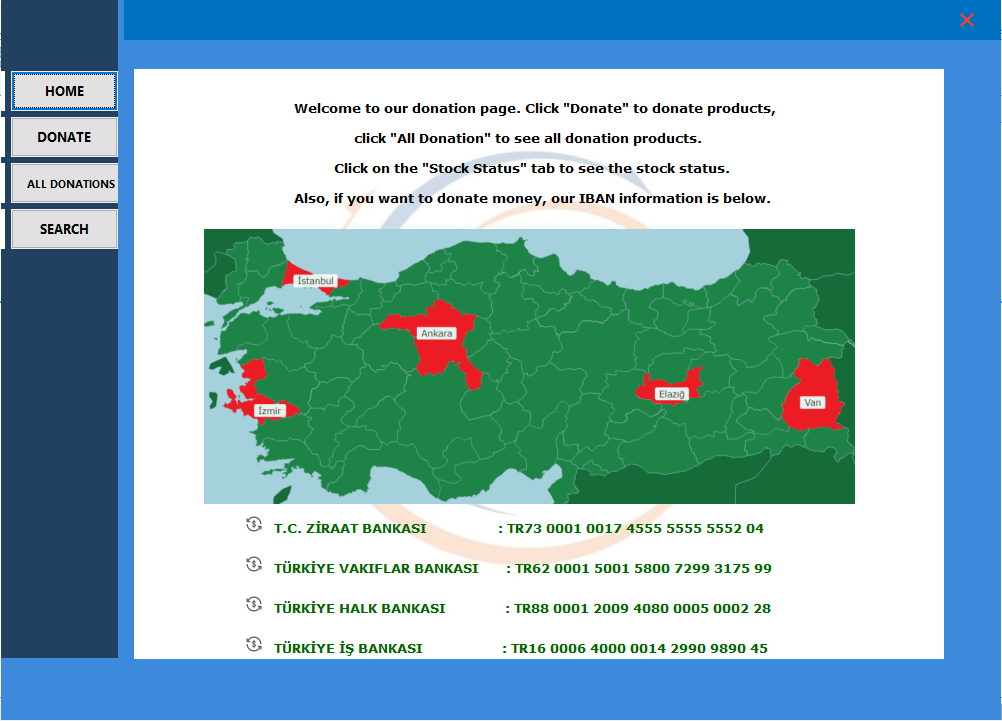 HOME
DONATE
ALL DONATIONS
SEARCH
Welcome to our donation page. Click "Donate" to donate products,
click "All Donation" to see all donation products.
Click on the "Stock Status" tab to see the stock status.
Also, if you want to donate money, our IBAN information is below.
İstanbul
Ankara
Elazığ
Van
İzmir
T.C. ZİRAAT BANKASI : TR73 0001 0017 4555 5555 5552 04
TÜRKİYE VAKIFLAR BANKASI : TR62 0001 5001 5800 7299 3175 99
TÜRKİYE HALK BANKASI : TR88 0001 2009 4080 0005 0002 28
TÜRKİYE İŞ BANKASI : TR16 0006 4000 0014 2990 9890 45